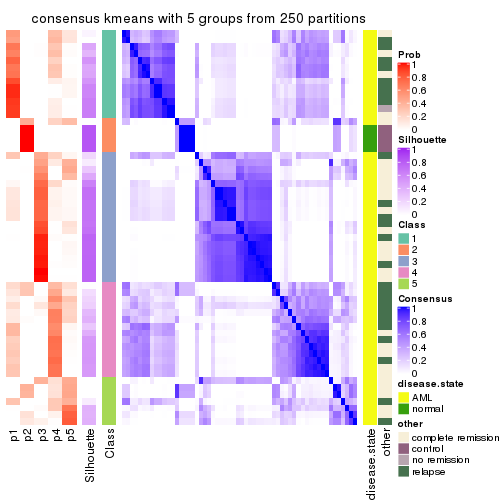 consensus kmeans with 5 groups from 250 partitions
Prob
1
0.8
0.6
0.4
0.2
0
Silhouette
1
0.8
0.6
0.4
0.2
0
Class
1
2
3
4
5
Consensus
1
0.8
0.6
0.4
0.2
0
disease.state
AML
normal
other
complete remission
control
no remission
relapse
p1
p2
p3
p4
p5
Silhouette
Class
disease.state
other